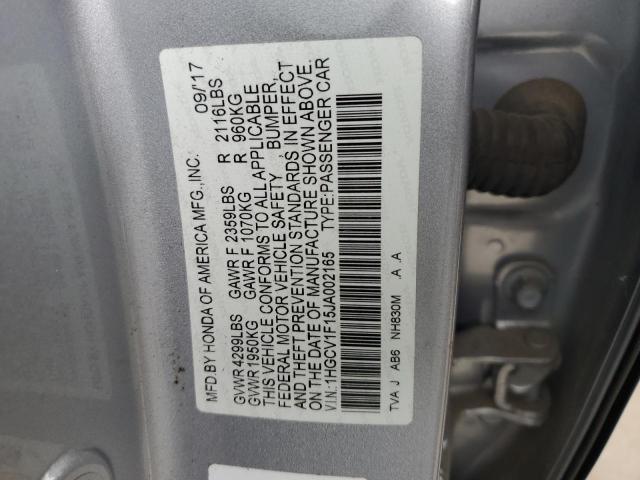 MFD.BY HONDA OF AMERICA MFG.,INC. 09/'17
GVWR 4299LBS GAWR F 2359LBS R 2116LBS
GVWR 1950KG GAWR F 1070KG R 960KG
THIS VEHICLE CONFORMS TO ALL APPLICABLE
FEDERAL MOTOR VEHICLE SAFETY , BUMPER,
AND THEFT PREVENTION STANDARDS IN EFFECT
ON THE DATE OF MANUFACTURE SHOWN ABOVE.
V.I.N.:1HGCV1F15JA002165 TYPE:PASSENGER CAR
TVA J AB6 NH830M .A .A